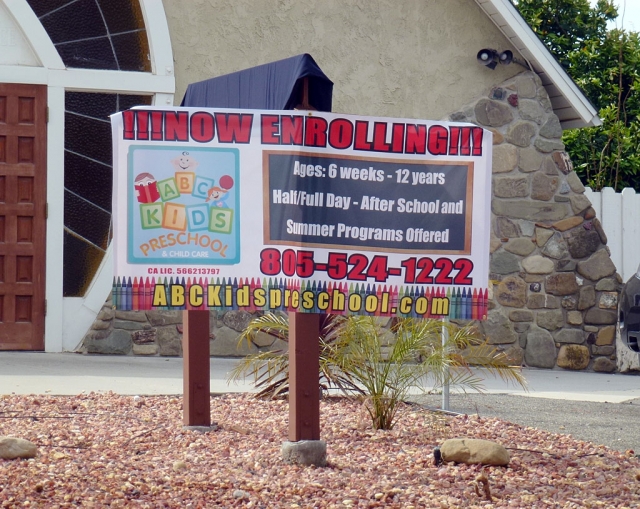 !!!NOW ENROLLING!!!
ABC
KIDS
PRESCHOOL
& CHILD CARE
CA LIC. 566213797
Ages: 6 weeks - 12 years
Half/Full Day - After School and
Summer Programs Offered
805-524-1222
ABCKidspreschool.com